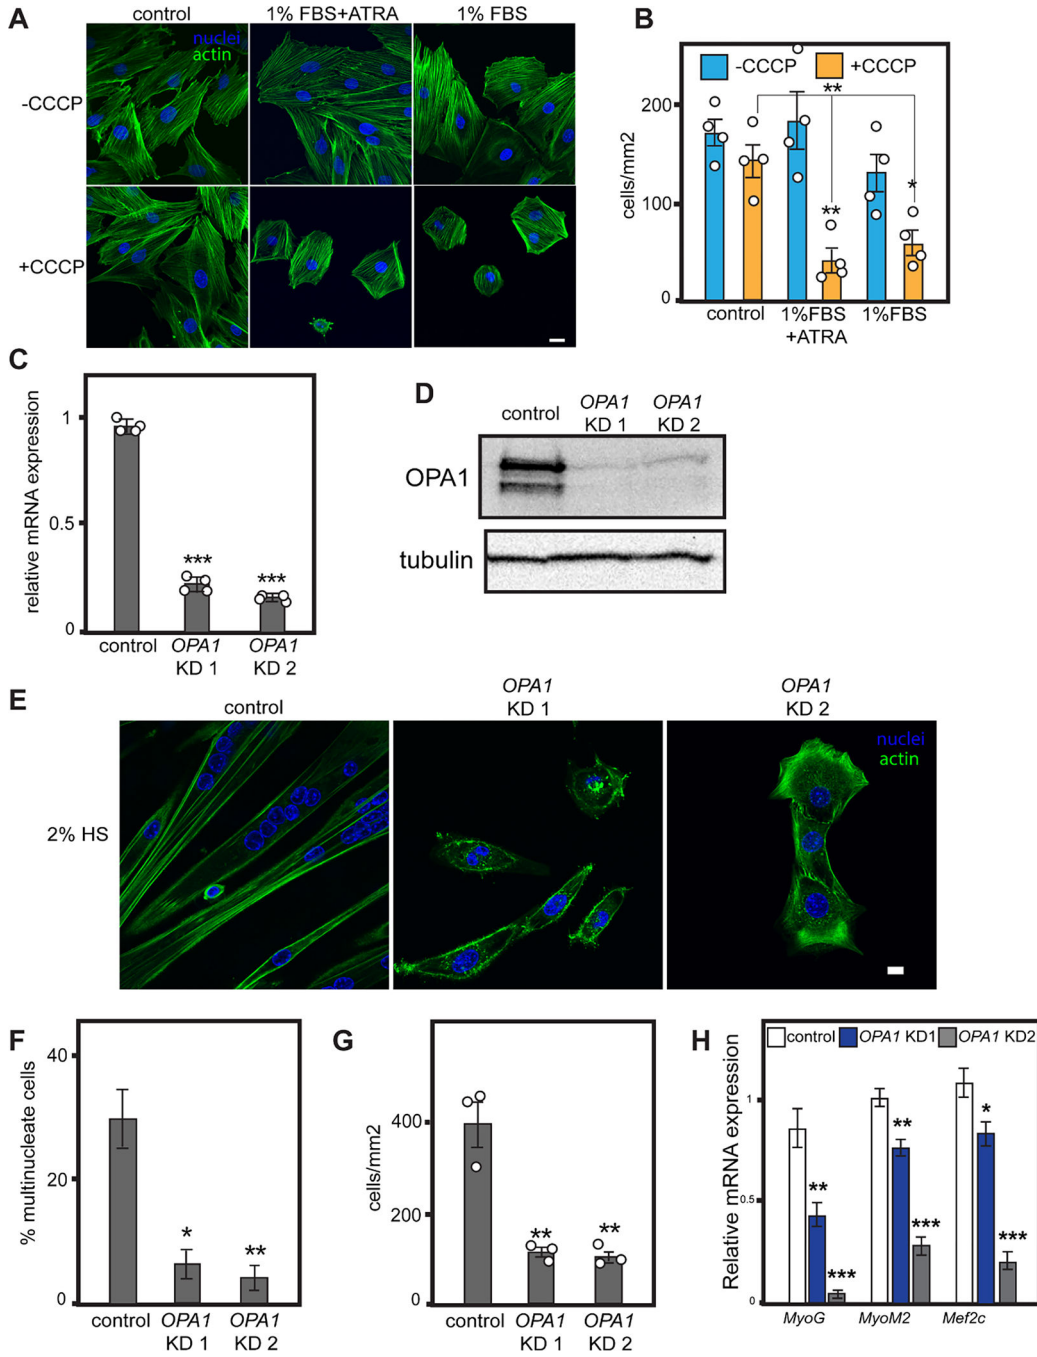 A
control
1% FBS+ATRA
1% FBS
nuclei
actin
-CCCP
+CCCP
B
-CCCP
+CCCP
cells/mm2
200
100
0
**
**
*
control
1%FBS
+ATRA
1%FBS
C
relative mRNA expression
1
0.5
0
***
***
control
OPA1
KD 1
OPA1
KD 2
D
control
OPA1
KD 1
OPA1
KD 2
OPA1
tubulin
E
control
OPA1
KD 1
OPA1
KD 2
nuclei
actin
2% HS
F
% multinucleate cells
40
20
0
*
**
control
OPA1
KD 1
OPA1
KD 2
G
cells/mm2
400
200
0
**
**
control
OPA1
KD 1
OPA1
KD 2
H
control
OPA1 KD1
OPA1 KD2
Relative mRNA expression
1
0.5
0
**
***
**
***
*
***
MyoG
MyoM2
Mef2c